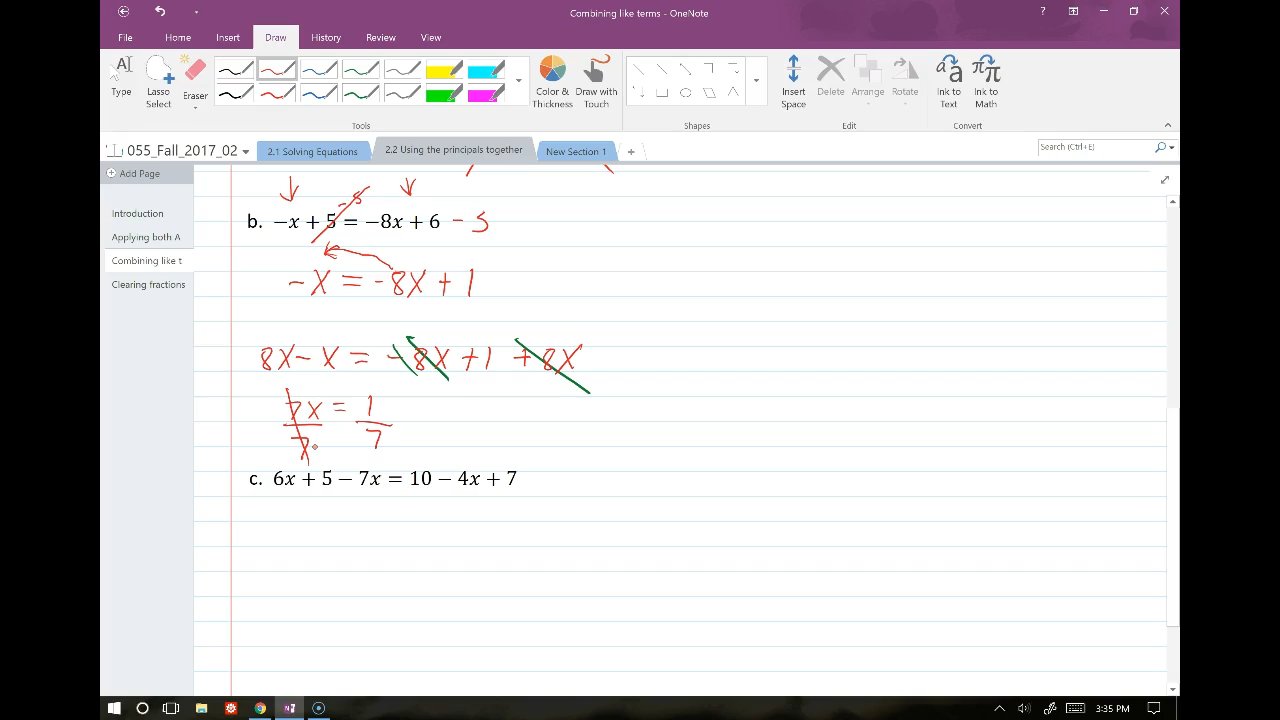 Combining like terms - OneNote
?
File Home Insert Draw History Review View
Type Lasso Select Eraser Color & Thickness Draw with Touch Insert Space Delete Arrange Rotate Ink to Text Ink to Math
Tools Shapes Edit Convert
055_Fall_2017_02 2.1 Solving Equations 2.2 Using the principals together New Section 1 + Search (Ctrl+E)
Add Page
Introduction
Applying both A
Combining like t
Clearing fractions
-5
b. −x + 5 = −8x + 6 - 5
-x = -8x + 1
8x - x = -8x + 1 + 8x
7x = 1
7 7
c. 6x + 5 − 7x = 10 − 4x + 7
3:35 PM